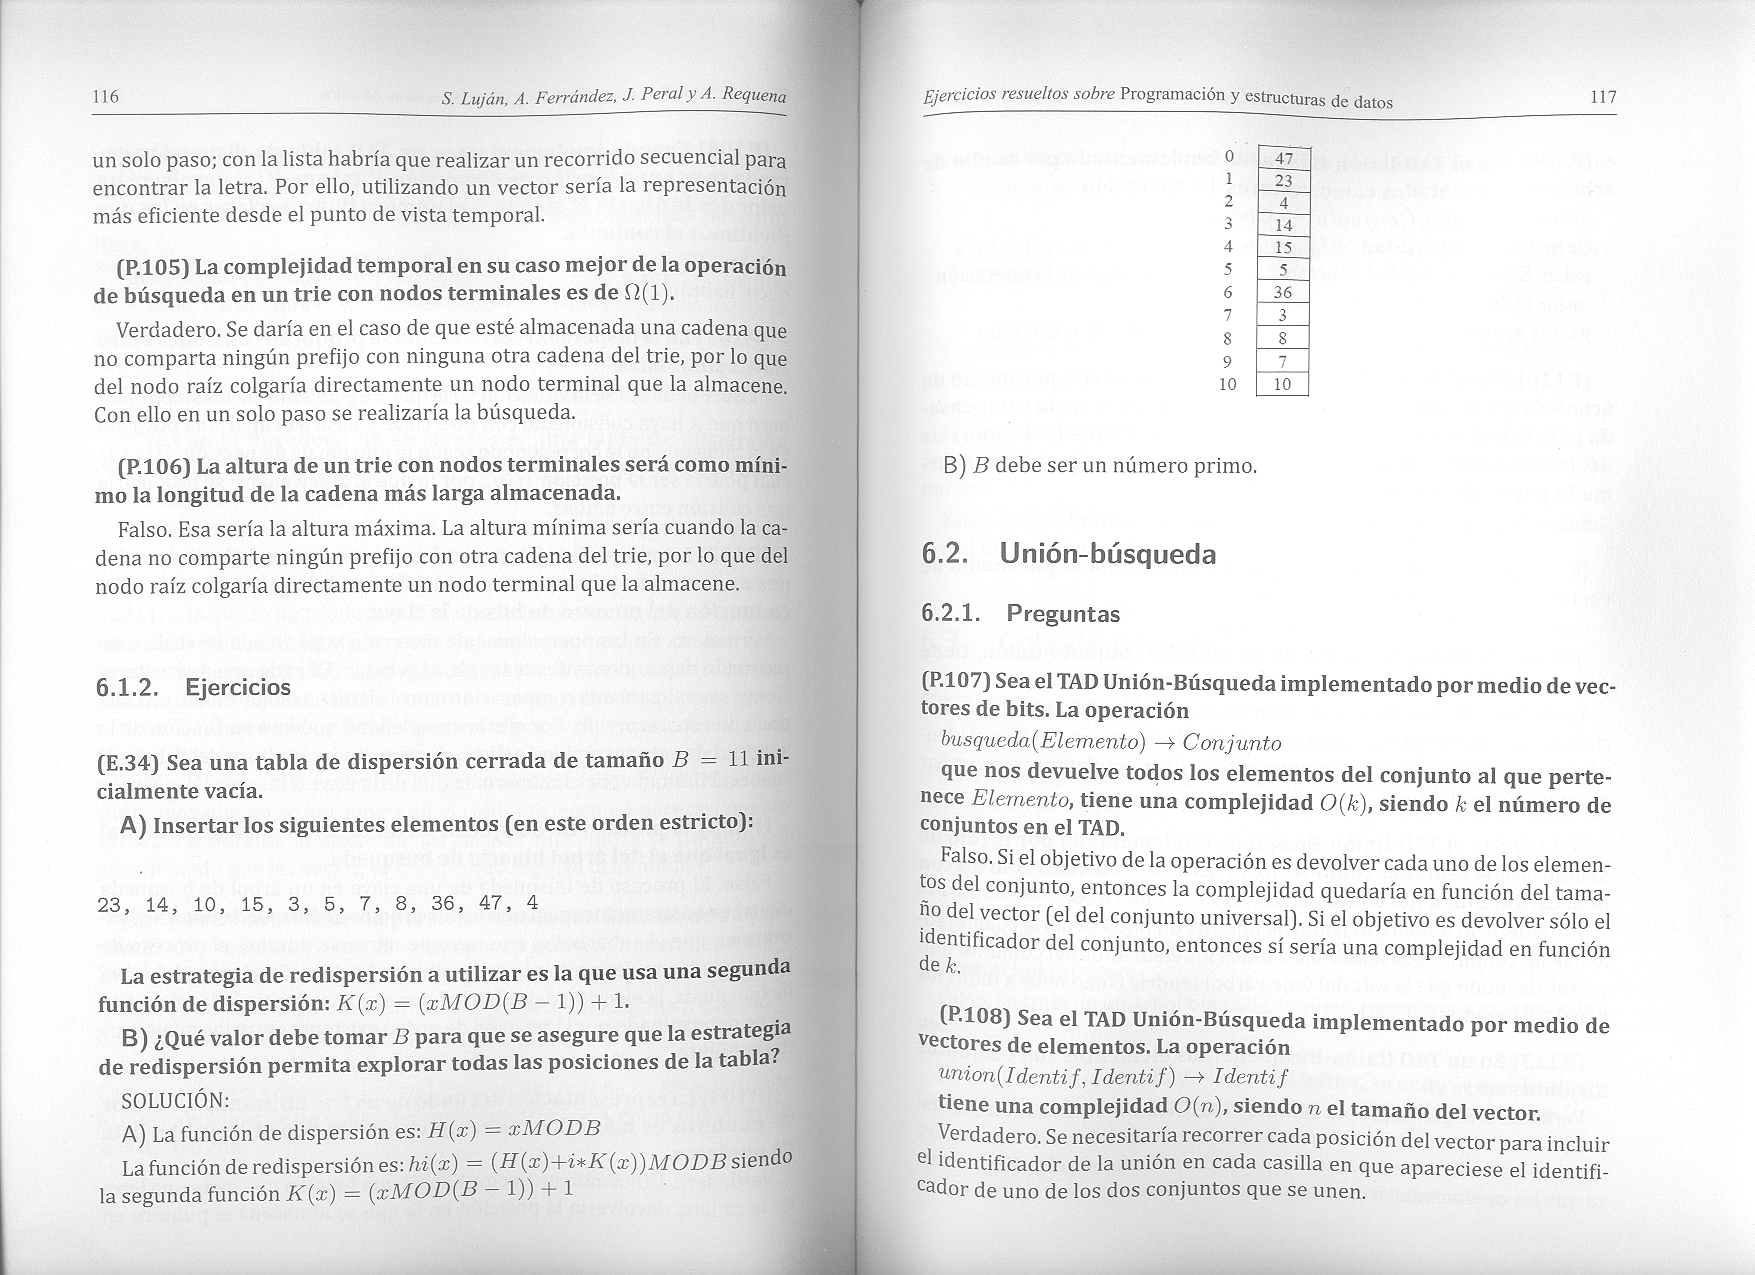 116
S. Luján, A. Ferrández, J. Peral y A. Requena
un solo paso; con la lista habría que realizar un recorrido secuencial para
encontrar la letra. Por ello, utilizando un vector sería la representación
más eficiente desde el punto de vista temporal.
(P.105) La complejidad temporal en su caso mejor de la operación
de búsqueda en un trie con nodos terminales es de Ω(1).
Verdadero. Se daría en el caso de que esté almacenada una cadena que
no comparta ningún prefijo con ninguna otra cadena del trie, por lo que
del nodo raíz colgaría directamente un nodo terminal que la almacene.
Con ello en un solo paso se realizaría la búsqueda.
(P.106) La altura de un trie con nodos terminales será como míni-
mo la longitud de la cadena más larga almacenada.
Falso. Esa sería la altura máxima. La altura mínima sería cuando la ca-
dena no comparte ningún prefijo con otra cadena del trie, por lo que del
nodo raíz colgaría directamente un nodo terminal que la almacene.
6.1.2. Ejercicios
(E.34) Sea una tabla de dispersión cerrada de tamaño B = 11 ini-
cialmente vacía.
A) Insertar los siguientes elementos (en este orden estricto):
23, 14, 10, 15, 3, 5, 7, 8, 36, 47, 4
La estrategia de redispersión a utilizar es la que usa una segunda
función de dispersión: K(x) = (xMOD(B − 1)) + 1.
B) ¿Qué valor debe tomar B para que se asegure que la estrategia
de redispersión permita explorar todas las posiciones de la tabla?
SOLUCIÓN:
A) La función de dispersión es: H(x) = xMODB
La función de redispersión es: hi(x) = (H(x)+i∗K(x))MODB siendo
la segunda función K(x) = (xMOD(B − 1)) + 1
Ejercicios resueltos sobre Programación y estructuras de datos
117
0 47
1 23
2 4
3 14
4 15
5 5
6 36
7 3
8 8
9 7
10 10
B) B debe ser un número primo.
6.2. Unión-búsqueda
6.2.1. Preguntas
(P.107) Sea el TAD Unión-Búsqueda implementado por medio de vec-
tores de bits. La operación
busqueda(Elemento) → Conjunto
que nos devuelve todos los elementos del conjunto al que perte-
nece Elemento, tiene una complejidad O(k), siendo k el número de
conjuntos en el TAD.
Falso. Si el objetivo de la operación es devolver cada uno de los elemen-
tos del conjunto, entonces la complejidad quedaría en función del tama-
ño del vector (el del conjunto universal). Si el objetivo es devolver sólo el
identificador del conjunto, entonces sí sería una complejidad en función
de k.
(P.108) Sea el TAD Unión-Búsqueda implementado por medio de
vectores de elementos. La operación
union(Identif, Identif) → Identif
tiene una complejidad O(n), siendo n el tamaño del vector.
Verdadero. Se necesitaría recorrer cada posición del vector para incluir
el identificador de la unión en cada casilla en que apareciese el identifi-
cador de uno de los dos conjuntos que se unen.